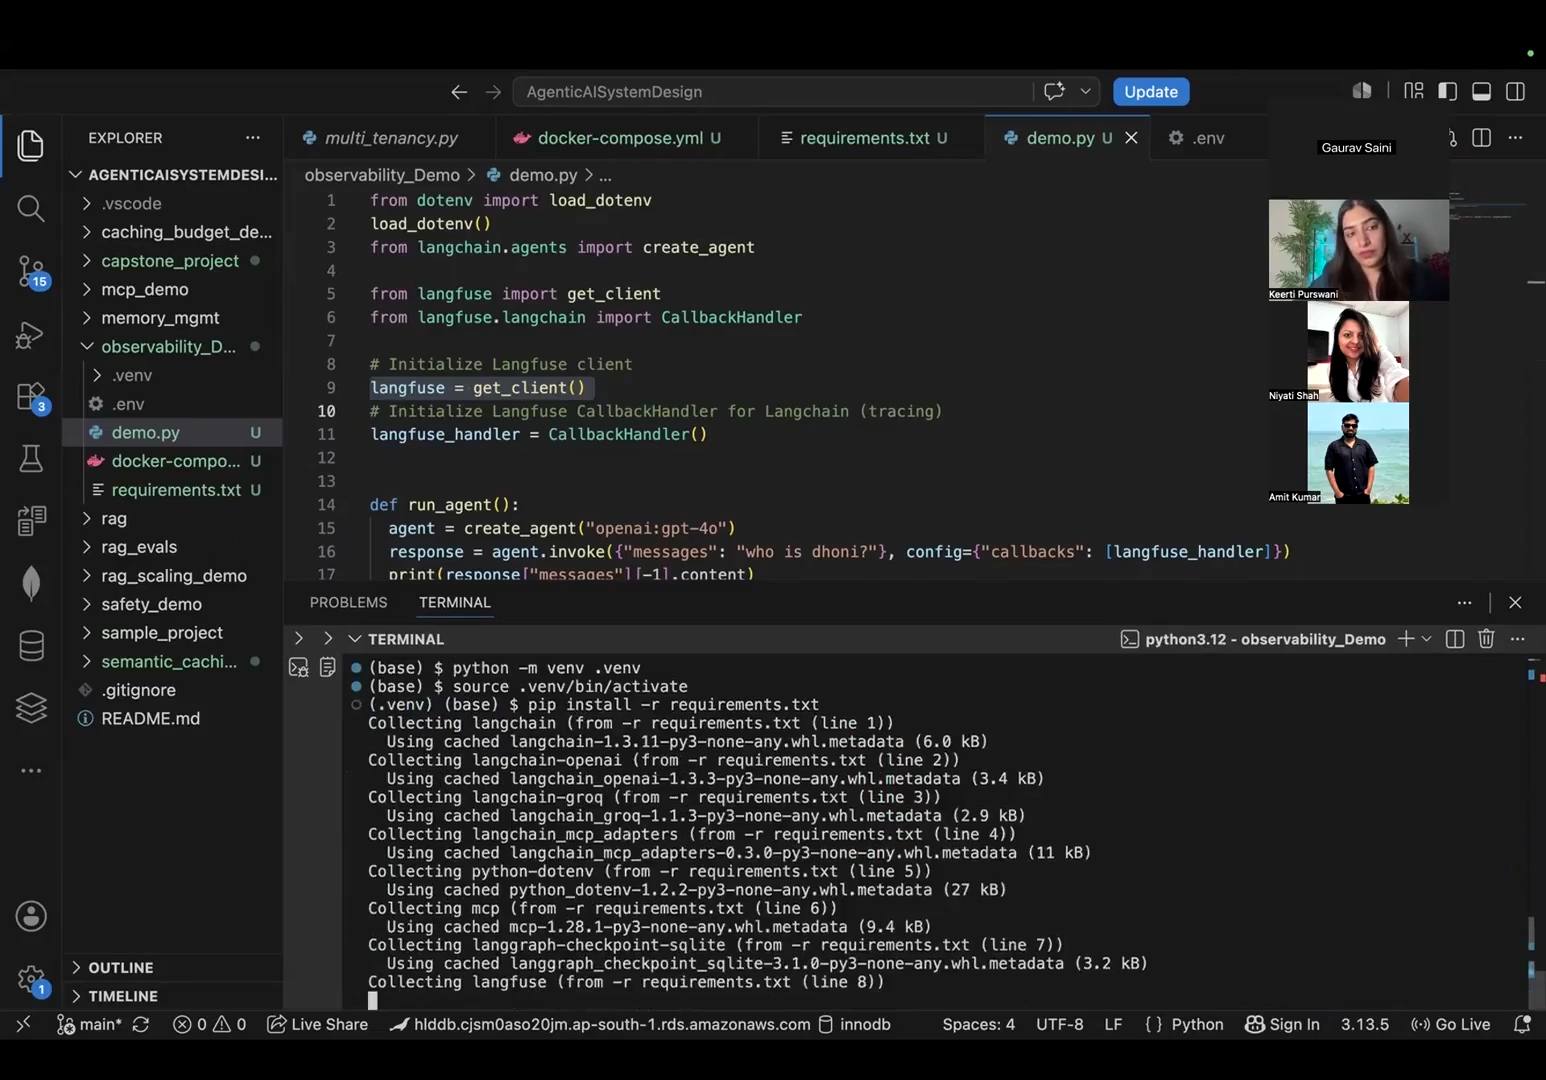 AgenticAISystemDesign
Update
EXPLORER
multi_tenancy.py
docker-compose.yml U
requirements.txt U
demo.py U
.env
Gaurav Saini
AGENTICAISYSTEMDESI...
.vscode
caching_budget_de...
capstone_project
mcp_demo
memory_mgmt
observability_D...
.venv
.env
demo.py U
docker-compo... U
requirements.txt U
rag
rag_evals
rag_scaling_demo
safety_demo
sample_project
semantic_cachi...
.gitignore
README.md
OUTLINE
TIMELINE
15
3
1
observability_Demo > demo.py > ...
1 from dotenv import load_dotenv
2 load_dotenv()
3 from langchain.agents import create_agent
4
5 from langfuse import get_client
6 from langfuse.langchain import CallbackHandler
7
8 # Initialize Langfuse client
9 langfuse = get_client()
10 # Initialize Langfuse CallbackHandler for Langchain (tracing)
11 langfuse_handler = CallbackHandler()
12
13
14 def run_agent():
15 agent = create_agent("openai:gpt-4o")
16 response = agent.invoke({"messages": "who is dhoni?"}, config={"callbacks": [langfuse_handler]})
17 print(response["messages"][-1].content)
Keerti Purswani
Niyati Shah
Amit Kumar
PROBLEMS TERMINAL
TERMINAL
python3.12 - observability_Demo
(base) $ python -m venv .venv
(base) $ source .venv/bin/activate
(.venv) (base) $ pip install -r requirements.txt
Collecting langchain (from -r requirements.txt (line 1))
Using cached langchain-1.3.11-py3-none-any.whl.metadata (6.0 kB)
Collecting langchain-openai (from -r requirements.txt (line 2))
Using cached langchain_openai-1.3.3-py3-none-any.whl.metadata (3.4 kB)
Collecting langchain-groq (from -r requirements.txt (line 3))
Using cached langchain_groq-1.1.3-py3-none-any.whl.metadata (2.9 kB)
Collecting langchain_mcp_adapters (from -r requirements.txt (line 4))
Using cached langchain_mcp_adapters-0.3.0-py3-none-any.whl.metadata (11 kB)
Collecting python-dotenv (from -r requirements.txt (line 5))
Using cached python_dotenv-1.2.2-py3-none-any.whl.metadata (27 kB)
Collecting mcp (from -r requirements.txt (line 6))
Using cached mcp-1.28.1-py3-none-any.whl.metadata (9.4 kB)
Collecting langgraph-checkpoint-sqlite (from -r requirements.txt (line 7))
Using cached langgraph_checkpoint_sqlite-3.1.0-py3-none-any.whl.metadata (3.2 kB)
Collecting langfuse (from -r requirements.txt (line 8))
main* 0 0 Live Share hlddb.cjsm0aso20jm.ap-south-1.rds.amazonaws.com innodb Spaces: 4 UTF-8 LF { } Python Sign In 3.13.5 Go Live